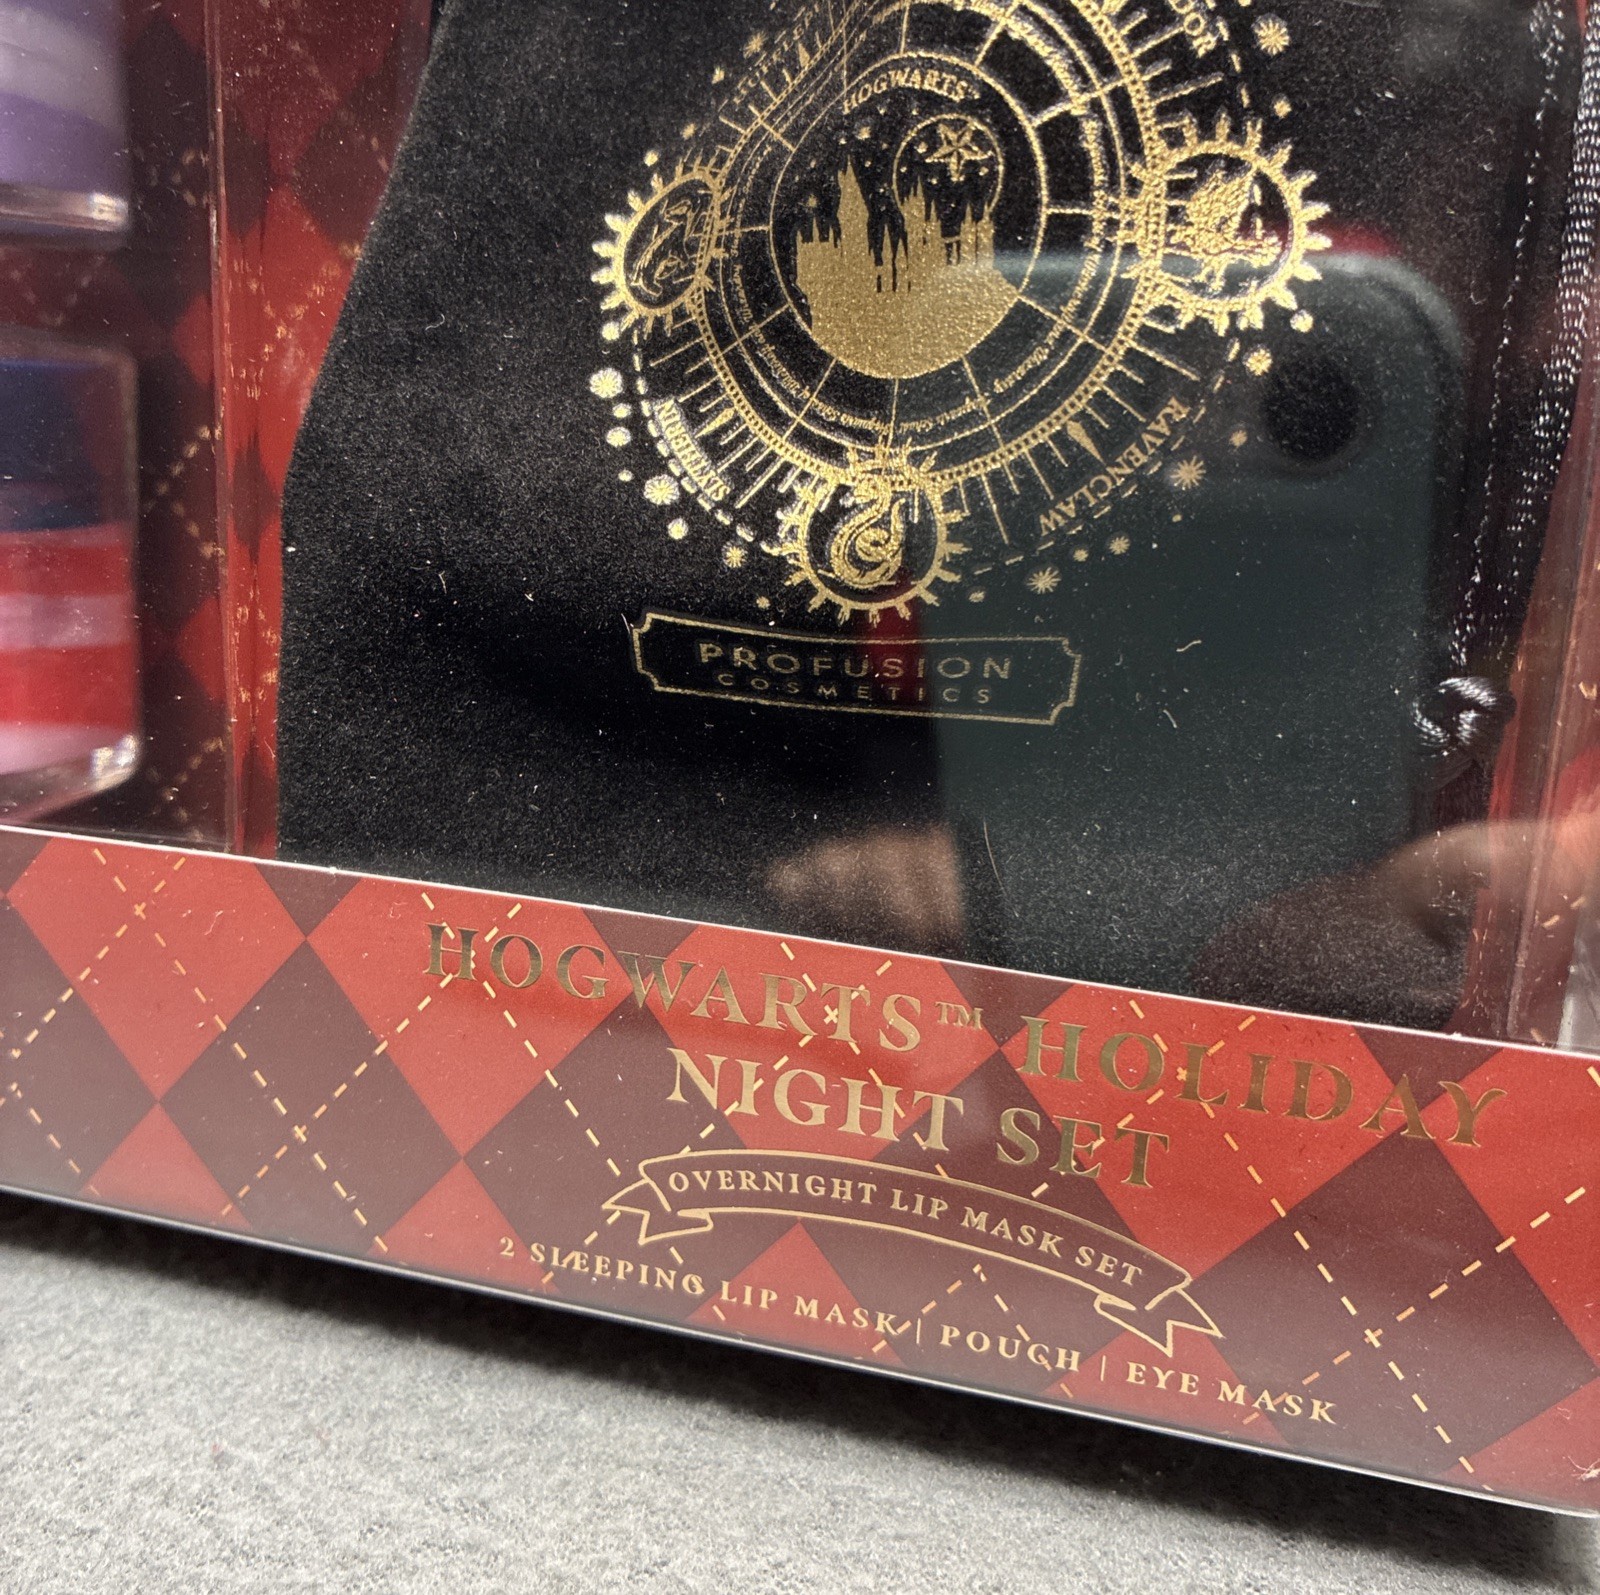 HOGWARTS
SLYTHERIN
RAVENCLAW
PROFUSION
COSMETICS
HOGWARTS™ HOLIDAY
NIGHT SET
OVERNIGHT LIP MASK SET
2 SLEEPING LIP MASK | POUCH | EYE MASK